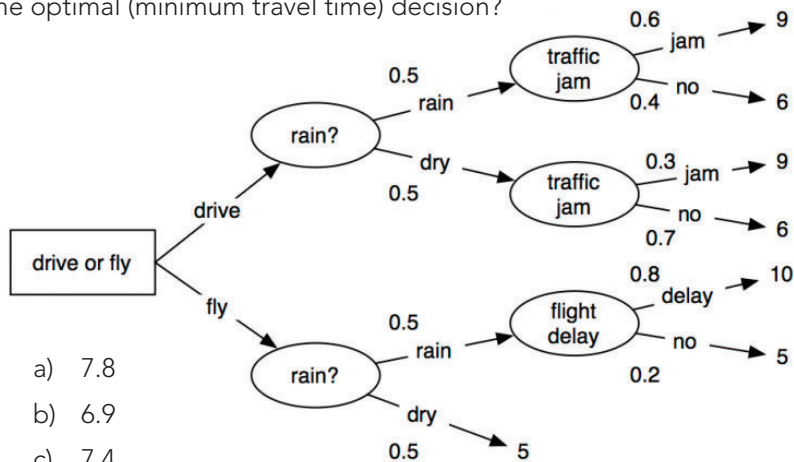 he optimal (minimum travel time) decision?
0.6
jam
9
traffic
jam
0.5
rain
no
0.4
6
rain?
dry
0.5
0.3
jam
9
traffic
jam
no
0.7
6
drive
drive or fly
fly
0.8
delay
10
flight
delay
0.5
rain
no
0.2
5
rain?
dry
0.5
5
a) 7.8
b) 6.9
c) 7.4